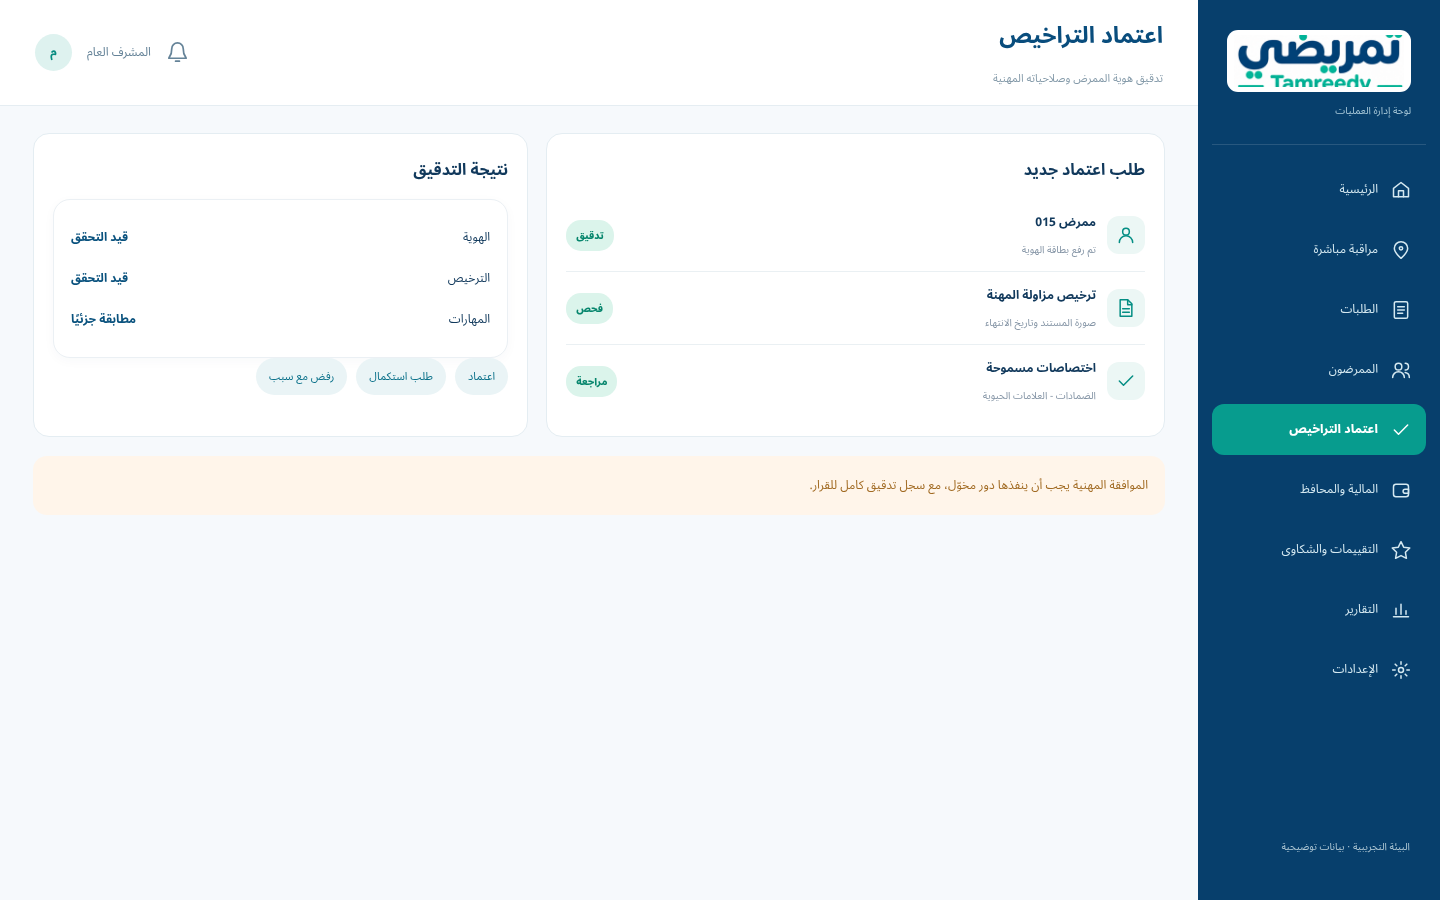 تمريضي
Tamreedy
لوحة إدارة العمليات
الرئيسية
مراقبة مباشرة
الطلبات
الممرضون
اعتماد التراخيص
المالية والمحافظ
التقييمات والشكاوى
التقارير
الإعدادات
البيئة التجريبية · بيانات توضيحية
اعتماد التراخيص
تدقيق هوية الممرض وصلاحياته المهنية
المشرف العام
م
طلب اعتماد جديد
ممرض 015
تم رفع بطاقة الهوية
تدقيق
ترخيص مزاولة المهنة
صورة المستند وتاريخ الانتهاء
فحص
اختصاصات مسموحة
الضمادات - العلامات الحيوية
مراجعة
نتيجة التدقيق
الهوية
قيد التحقق
الترخيص
قيد التحقق
المهارات
مطابقة جزئيًا
اعتماد
طلب استكمال
رفض مع سبب
الموافقة المهنية يجب أن ينفذها دور مخوّل، مع سجل تدقيق كامل للقرار.